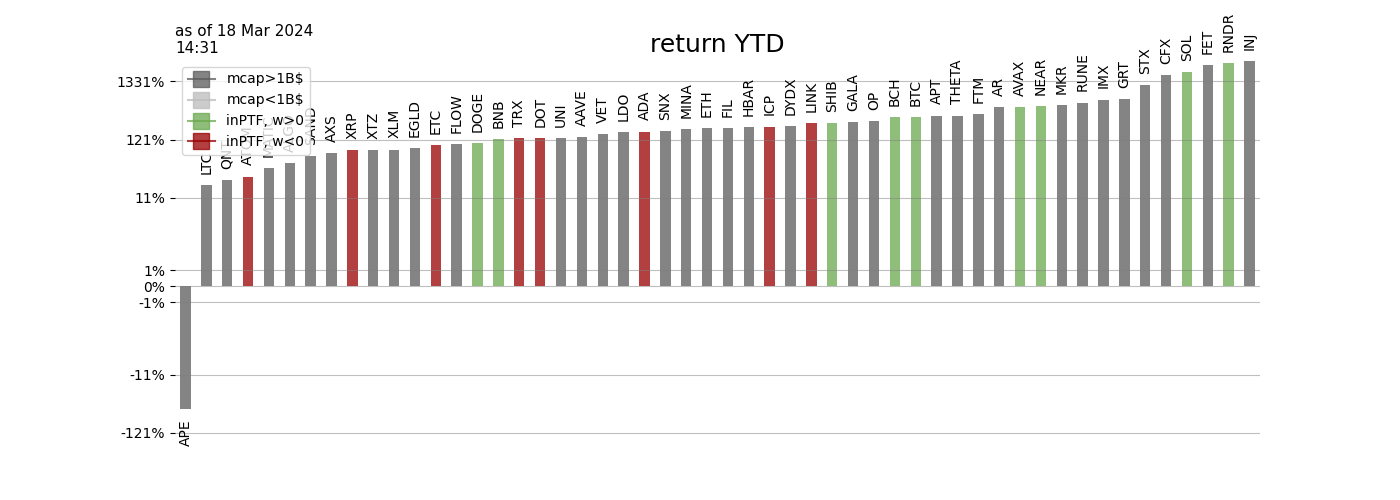 as of 18 Mar 2024
14:31
return YTD
mcap>1B$
mcap<1B$
inPTF, w>0
inPTF, w<0
1331%
121%
11%
1%
0%
-1%
-11%
-121%
APE
LTC
QNT
ATOM
SAND
AXS
XRP
XTZ
XLM
EGLD
ETC
FLOW
DOGE
BNB
TRX
DOT
UNI
AAVE
VET
LDO
ADA
SNX
MINA
ETH
FIL
HBAR
ICP
DYDX
LINK
SHIB
GALA
OP
BCH
BTC
APT
THETA
FTM
AR
AVAX
NEAR
MKR
RUNE
IMX
GRT
STX
CFX
SOL
FET
RNDR
INJ